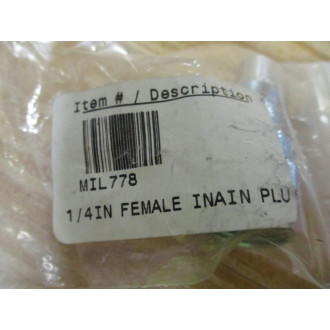 Item # / Description
MIL778
1/4IN FEMALE INAIN PLU